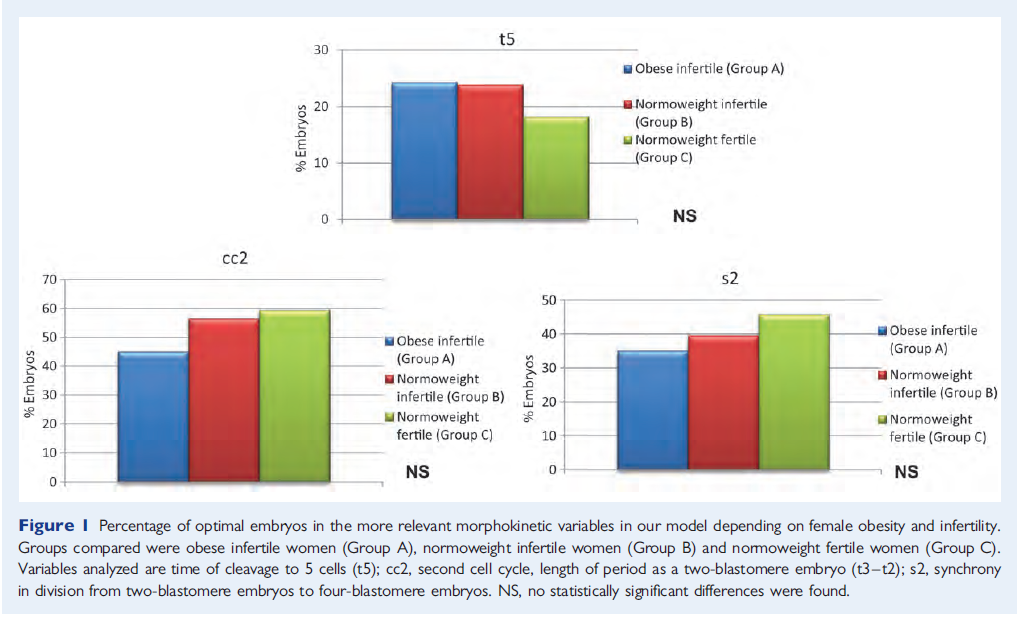 t5
30
20
10
0
% Embryos
Obese infertile (Group A)
Normoweight infertile
(Group B)
Normoweight fertile
(Group C)
NS
cc2
70
60
50
40
30
20
10
0
% Embryos
Obese infertile
(Group A)
Normoweight
infertile (Group B)
Normoweight
fertile (Group C)
NS
s2
50
40
30
20
10
0
% Embryos
Obese infertile
(Group A)
Normoweight
infertile (Group B)
Normoweight
fertile (Group C)
NS
Figure 1 Percentage of optimal embryos in the more relevant morphokinetic variables in our model depending on female obesity and infertility.
Groups compared were obese infertile women (Group A), normoweight infertile women (Group B) and normoweight fertile women (Group C).
Variables analyzed are time of cleavage to 5 cells (t5); cc2, second cell cycle, length of period as a two-blastomere embryo (t3–t2); s2, synchrony
in division from two-blastomere embryos to four-blastomere embryos. NS, no statistically significant differences were found.